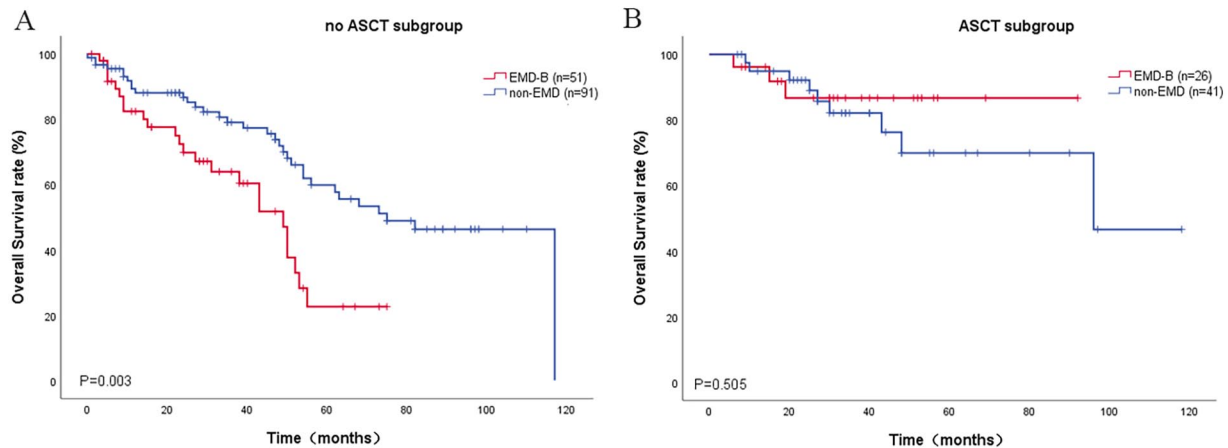 A
no ASCT subgroup
EMD-B (n=51)
non-EMD (n=91)
Overall Survival rate (%)
100
80
60
40
20
0
P=0.003
0 20 40 60 80 100 120
Time（months）
B
ASCT subgroup
EMD-B (n=26)
non-EMD (n=41)
Overall Survival rate (%)
100
80
60
40
20
0
P=0.505
0 20 40 60 80 100 120
Time（months）